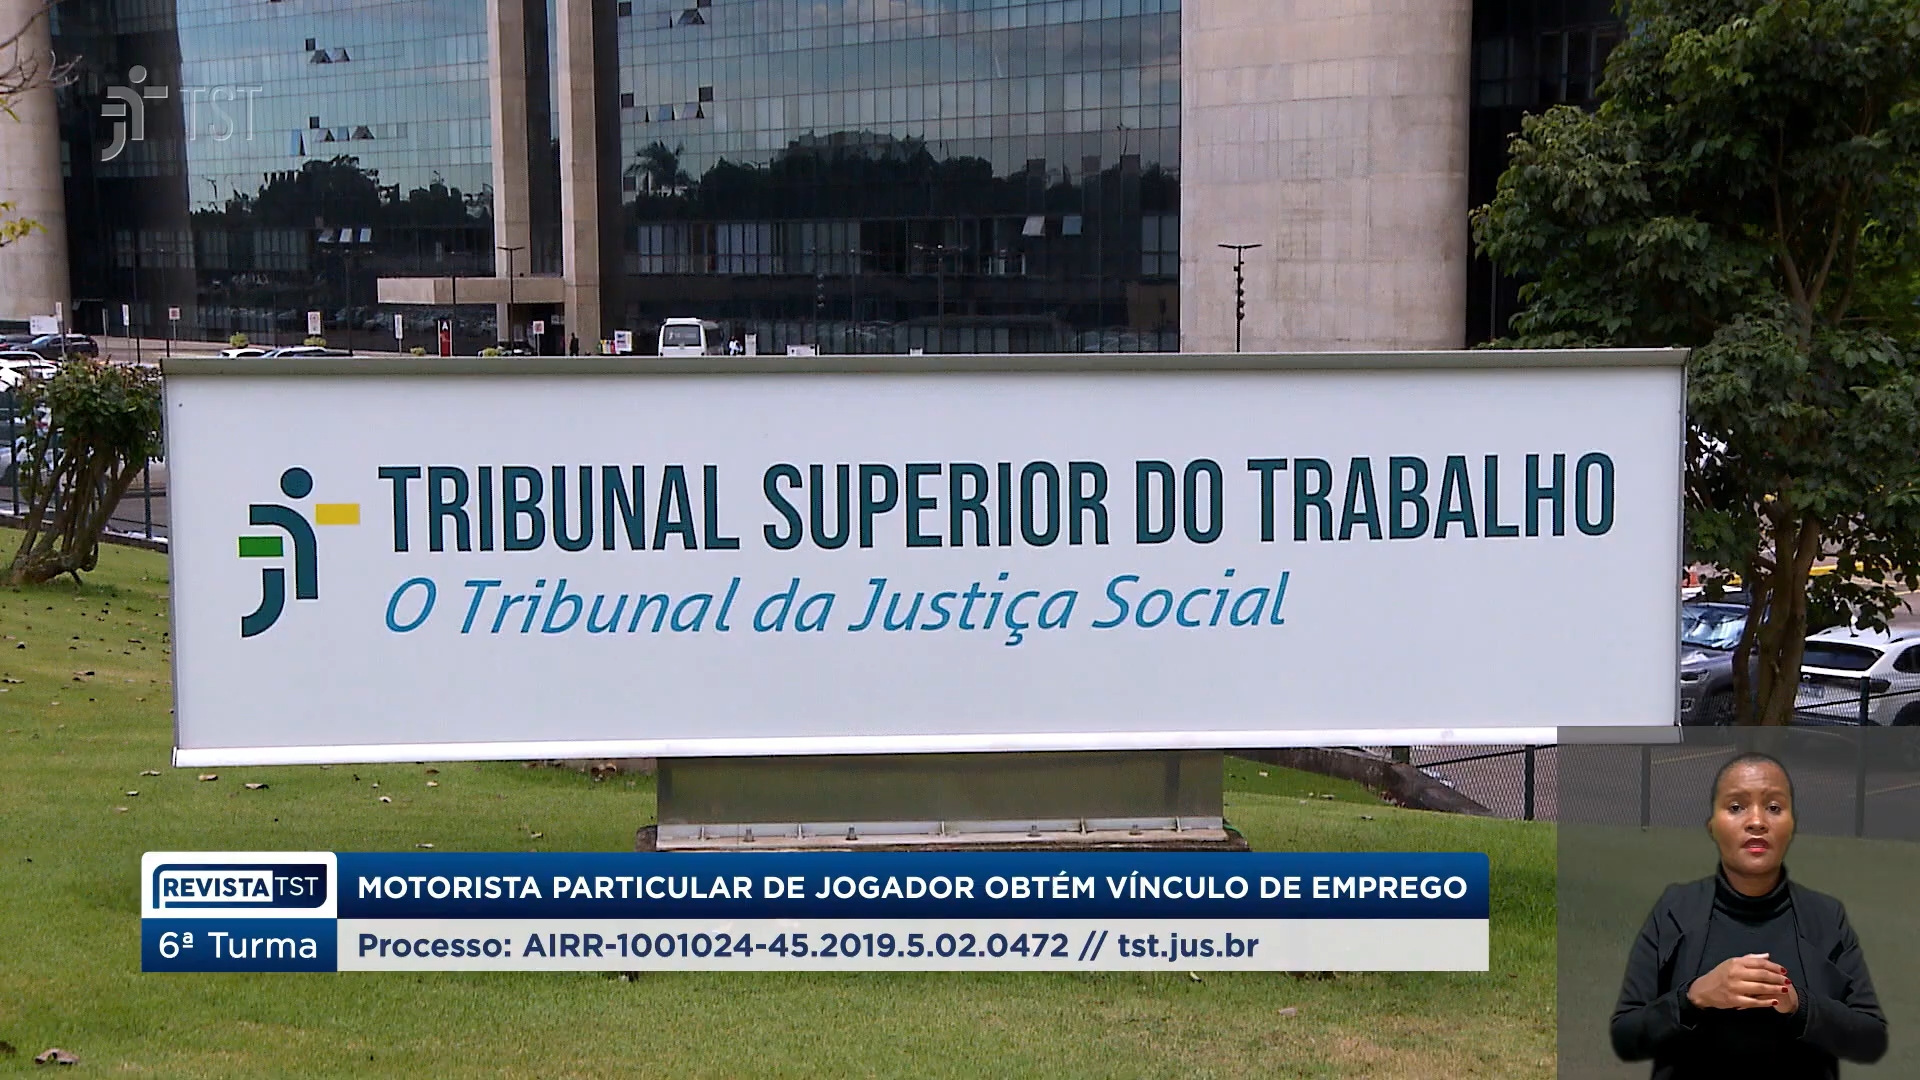 TST
TRIBUNAL SUPERIOR DO TRABALHO
O Tribunal da Justiça Social
REVISTA TST
MOTORISTA PARTICULAR DE JOGADOR OBTÉM VÍNCULO DE EMPREGO
6ª Turma
Processo: AIRR-1001024-45.2019.5.02.0472 // tst.jus.br